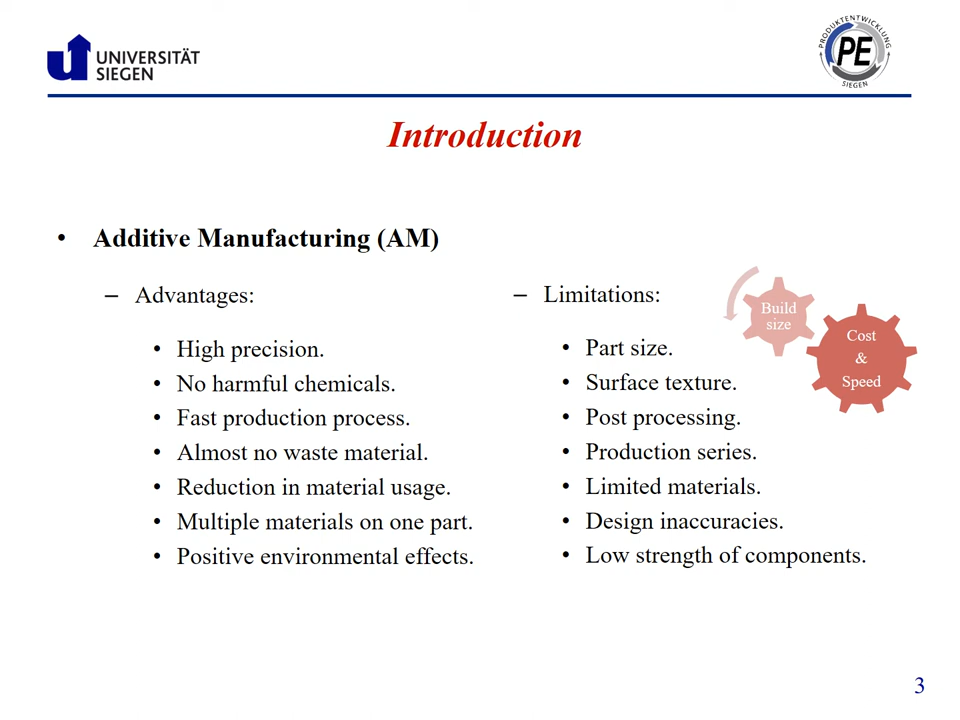 UNIVERSITÄT
SIEGEN
PRODUKTENTWICKLUNG
PE
SIEGEN
Introduction
• Additive Manufacturing (AM)
– Advantages:
• High precision.
• No harmful chemicals.
• Fast production process.
• Almost no waste material.
• Reduction in material usage.
• Multiple materials on one part.
• Positive environmental effects.
– Limitations:
• Part size.
• Surface texture.
• Post processing.
• Production series.
• Limited materials.
• Design inaccuracies.
• Low strength of components.
Build
size
Cost
&
Speed
3